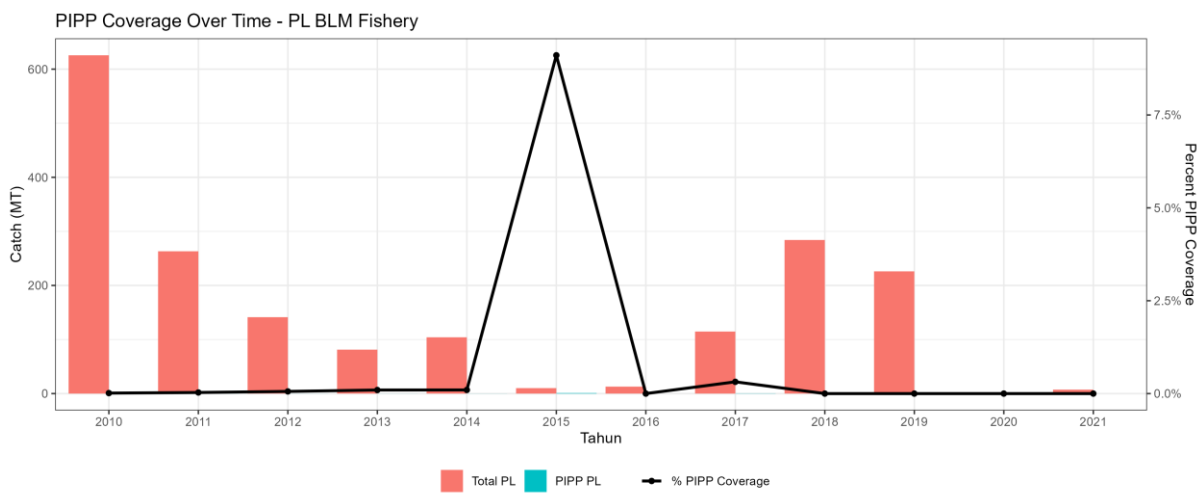 PIPP Coverage Over Time - PL BLM Fishery
600
400
200
0
Catch (MT)
7.5%
5.0%
2.5%
0.0%
Percent PIPP Coverage
2010 2011 2012 2013 2014 2015 2016 2017 2018 2019 2020 2021
Tahun
Total PL PIPP PL % PIPP Coverage